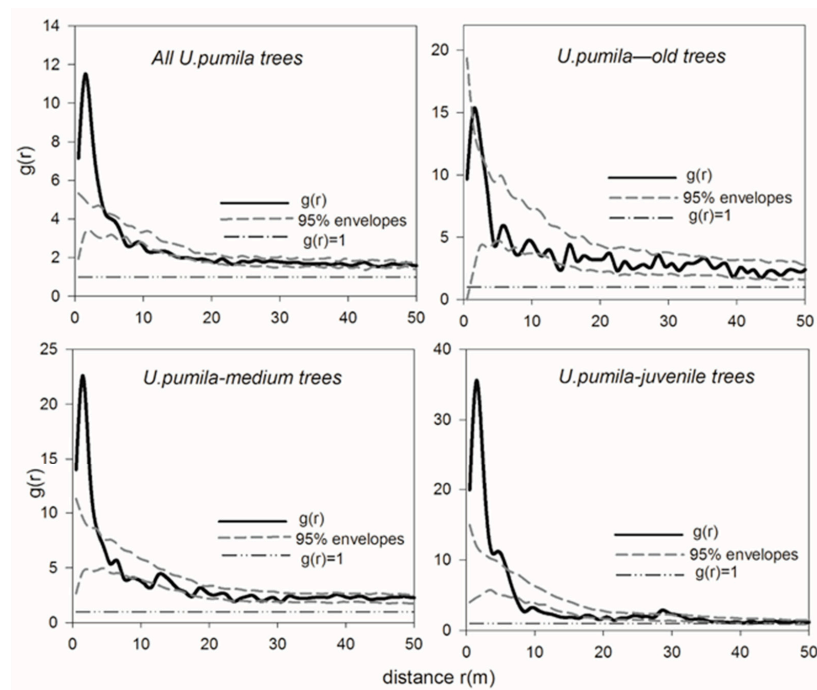 All U.pumila trees
g(r)
14
12
10
8
6
4
2
0
0 10 20 30 40 50
g(r)
95% envelopes
g(r)=1
U.pumila—old trees
20
15
10
5
0
0 10 20 30 40 50
g(r)
95% envelopes
g(r)=1
U.pumila-medium trees
g(r)
25
20
15
10
5
0
0 10 20 30 40 50
g(r)
95% envelopes
g(r)=1
U.pumila-juvenile trees
40
30
20
10
0
0 10 20 30 40 50
g(r)
95% envelopes
g(r)=1
distance r(m)